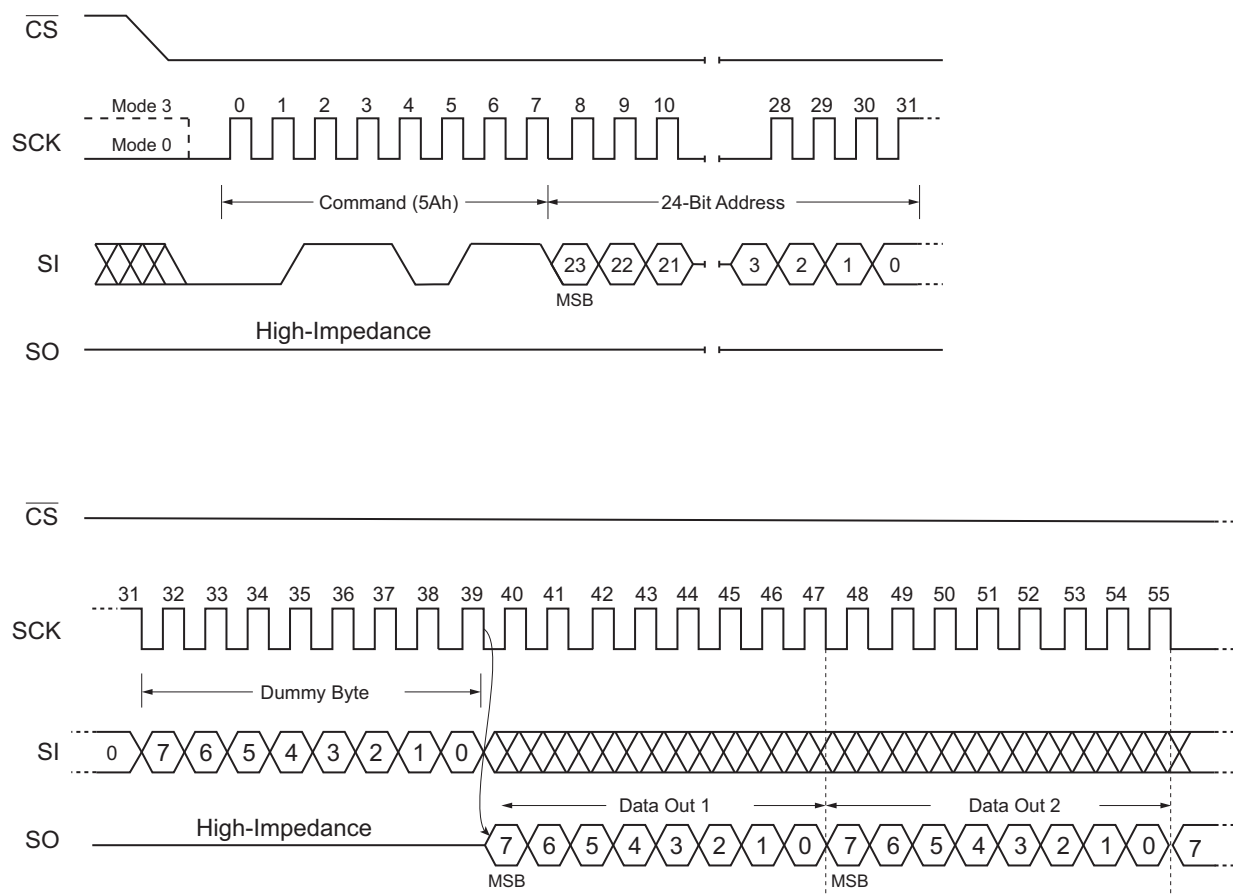 CS
Mode 3
0 1 2 3 4 5 6 7 8 9 10 28 29 30 31
SCK
Mode 0
Command (5Ah) 24-Bit Address
SI
23 22 21 3 2 1 0
MSB
High-Impedance
SO
CS
31 32 33 34 35 36 37 38 39 40 41 42 43 44 45 46 47 48 49 50 51 52 53 54 55
SCK
Dummy Byte
SI
0 7 6 5 4 3 2 1 0
Data Out 1 Data Out 2
High-Impedance
SO
7 6 5 4 3 2 1 0 7 6 5 4 3 2 1 0 7
MSB MSB